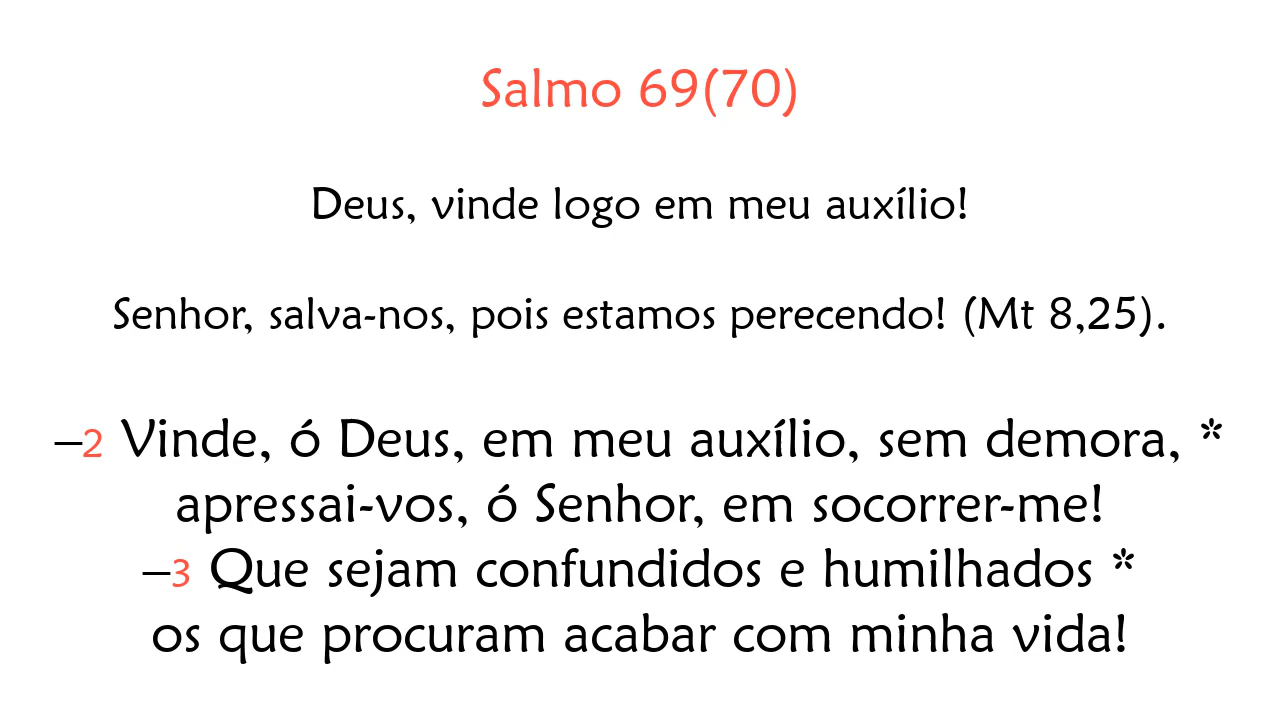 Salmo 69(70)
Deus, vinde logo em meu auxílio!
Senhor, salva-nos, pois estamos perecendo! (Mt 8,25).
–2 Vinde, ó Deus, em meu auxílio, sem demora, *
apressai-vos, ó Senhor, em socorrer-me!
–3 Que sejam confundidos e humilhados *
os que procuram acabar com minha vida!